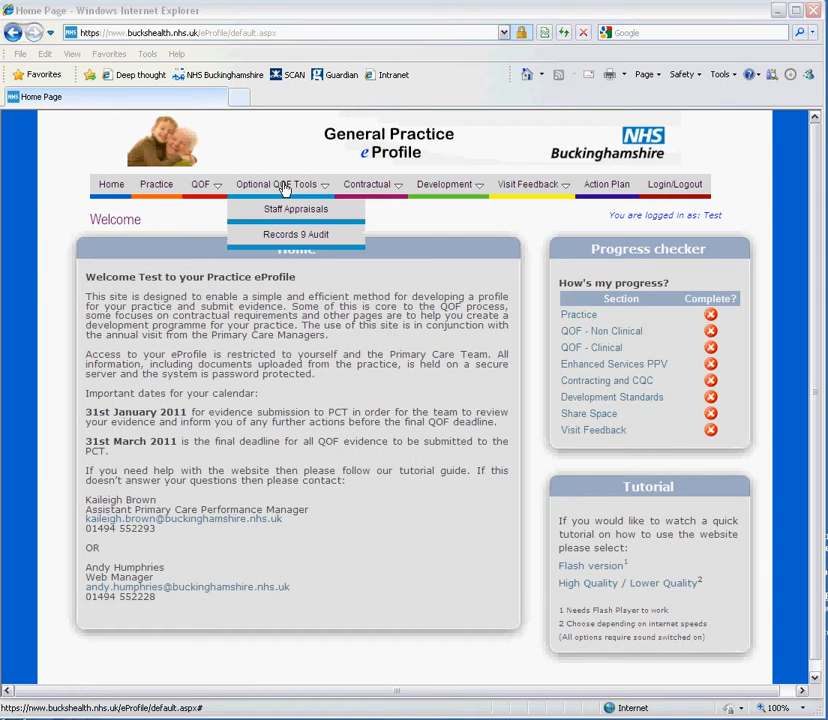 Home Page - Windows Internet Explorer
https://www.buckshealth.nhs.uk/eProfile/default.aspx
Google
File Edit View Favorites Tools Help
Favorites Deep thought NHS Buckinghamshire SCAN Guardian Intranet
Page Safety Tools
Home Page
General Practice
e Profile
NHS
Buckinghamshire
Home Practice QOF Optional QOF Tools Contractual Development Visit Feedback Action Plan Login/Logout
Staff Appraisals
Records 9 Audit
Welcome
You are logged in as: Test
Home
Welcome Test to your Practice eProfile
This site is designed to enable a simple and efficient method for developing a profile
for your practice and submit evidence. Some of this is core to the QOF process,
some focuses on contractual requirements and other pages are to help you create a
development programme for your practice. The use of this site is in conjunction with
the annual visit from the Primary Care Managers.
Access to your eProfile is restricted to yourself and the Primary Care Team. All
information, including documents uploaded from the practice, is held on a secure
server and the system is password protected.
Important dates for your calendar:
31st January 2011 for evidence submission to PCT in order for the team to review
your evidence and inform you of any further actions before the final QOF deadline.
31st March 2011 is the final deadline for all QOF evidence to be submitted to the
PCT.
If you need help with the website then please follow our tutorial guide. If this
doesn't answer your questions then please contact:
Kaileigh Brown
Assistant Primary Care Performance Manager
kaileigh.brown@buckinghamshire.nhs.uk
01494 552293
OR
Andy Humphries
Web Manager
andy.humphries@buckinghamshire.nhs.uk
01494 552228
Progress checker
How's my progress?
Section Complete?
Practice
QOF - Non Clinical
QOF - Clinical
Enhanced Services PPV
Contracting and CQC
Development Standards
Share Space
Visit Feedback
Tutorial
If you would like to watch a quick
tutorial on how to use the website
please select:
Flash version1
High Quality / Lower Quality2
1 Needs Flash Player to work
2 Choose depending on internet speeds
(All options require sound switched on)
https://www.buckshealth.nhs.uk/eProfile/default.aspx#
Internet
100%